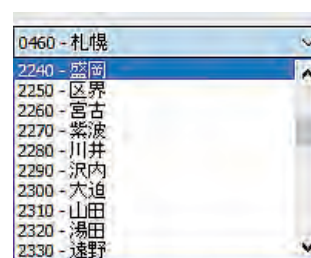 0460 - 札幌
2240 - 盛岡
2250 - 区界
2260 - 宮古
2270 - 紫波
2280 - 川井
2290 - 沢内
2300 - 大迫
2310 - 山田
2320 - 湯田
2330 - 遠野